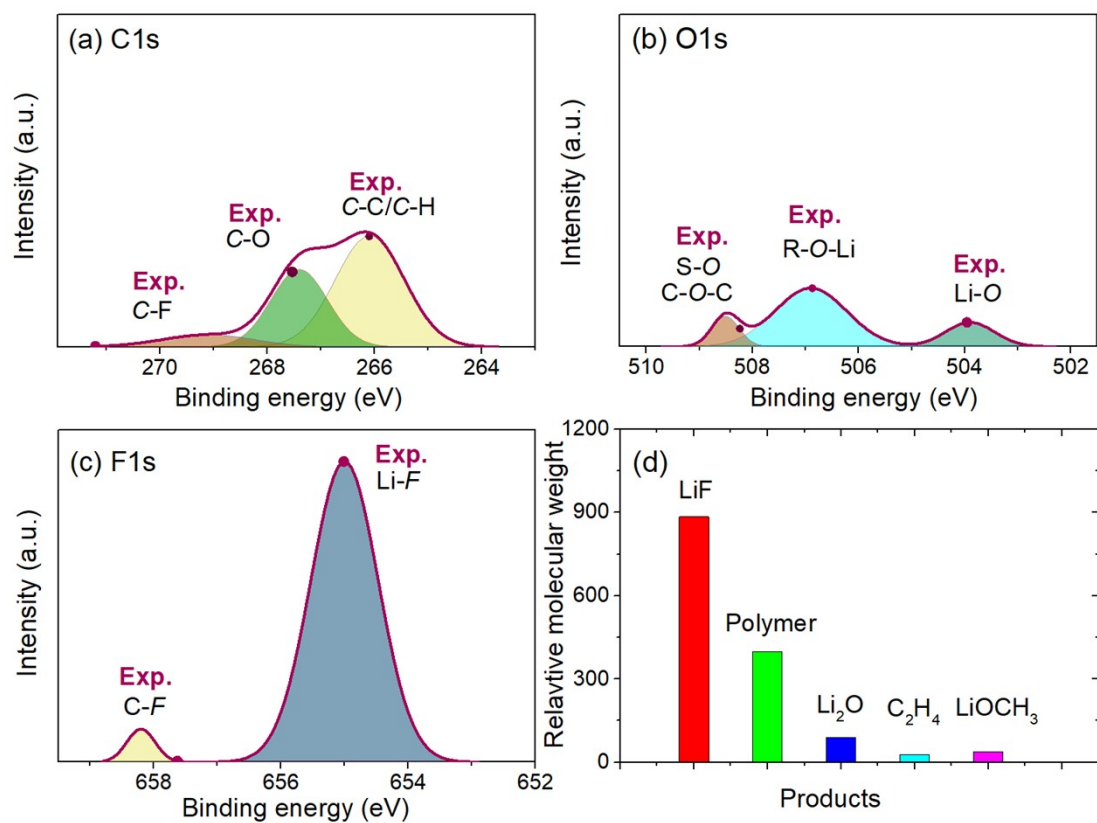 (a) C1s
Intensity (a.u.)
Exp.
C-C/C-H
Exp.
C-O
Exp.
C-F
270 268 266 264
Binding energy (eV)
(b) O1s
Intensity (a.u.)
Exp.
S-O
C-O-C
R-O-Li
Exp.
Li-O
510 508 506 504 502
Binding energy (eV)
(c) F1s
Intensity (a.u.)
Exp.
Li-F
Exp.
C-F
658 656 654 652
Binding energy (eV)
(d)
Relavtive molecular weight
1200
900
600
300
0
LiF
Polymer
Li₂O
C₂H₄
LiOCH₃
Products